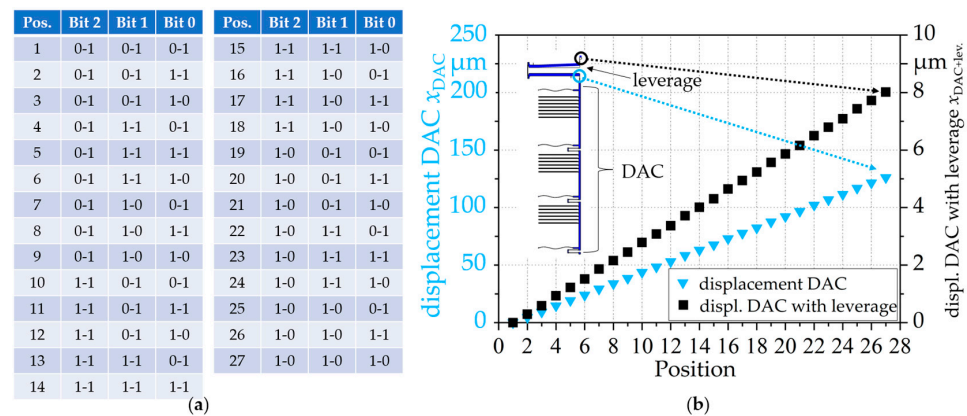 Pos. Bit 2 Bit 1 Bit 0
1 0-1 0-1 0-1
2 0-1 0-1 1-1
3 0-1 0-1 1-0
4 0-1 1-1 0-1
5 0-1 1-1 1-1
6 0-1 1-1 1-0
7 0-1 1-0 0-1
8 0-1 1-0 1-1
9 0-1 1-0 1-0
10 1-1 0-1 0-1
11 1-1 0-1 1-1
12 1-1 0-1 1-0
13 1-1 1-1 0-1
14 1-1 1-1 1-1
Pos. Bit 2 Bit 1 Bit 0
15 1-1 1-1 1-0
16 1-1 1-0 0-1
17 1-1 1-0 1-1
18 1-1 1-0 1-0
19 1-0 0-1 0-1
20 1-0 0-1 1-1
21 1-0 0-1 1-0
22 1-0 1-1 0-1
23 1-0 1-1 1-1
24 1-0 1-1 1-0
25 1-0 1-0 0-1
26 1-0 1-0 1-1
27 1-0 1-0 1-0
(a)
displacement DAC xDAC
250
µm
200
150
100
50
0
leverage
DAC
displacement DAC
displ. DAC with leverage
10
µm
8
6
4
2
0
displ. DAC with leverage xDAC+lev.
0 2 4 6 8 10 12 14 16 18 20 22 24 26 28
Position
(b)